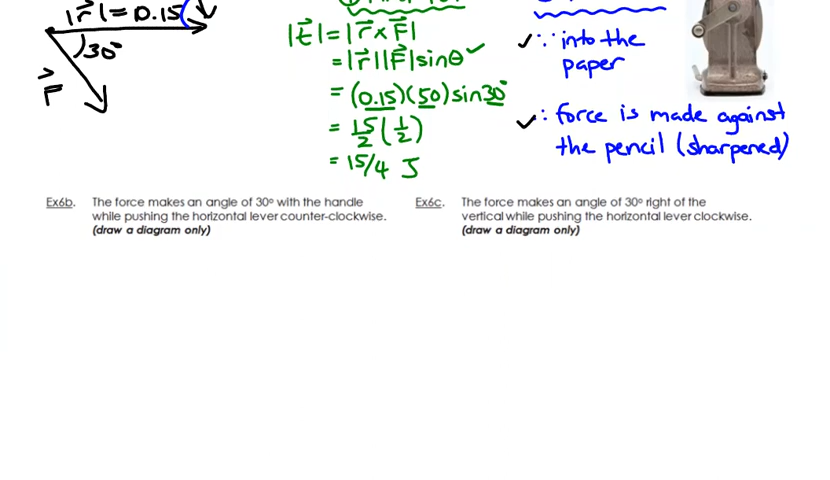 |r⃗| = 0.15
30°
F⃗
|t⃗| = |r⃗ × F⃗|
= |r⃗||F⃗| sinθ ✓
= (0.15)(50) sin30°
= 15/2 (1/2)
= 15/4 J
✓ ∵ into the
paper
✓ ∴ force is made against
the pencil (sharpened)
Ex6b. The force makes an angle of 30º with the handle
while pushing the horizontal lever counter-clockwise.
(draw a diagram only)
Ex6c. The force makes an angle of 30º right of the
vertical while pushing the horizontal lever clockwise.
(draw a diagram only)